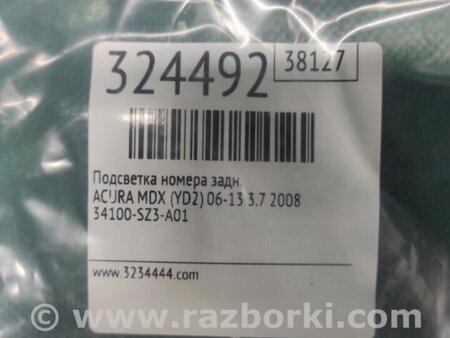 324492
38127
Подсветка номера задн.
ACURA MDX (YD2) 06-13 3.7 2008
34100-SZ3-A01
www.3234444.com
www.razborki.com